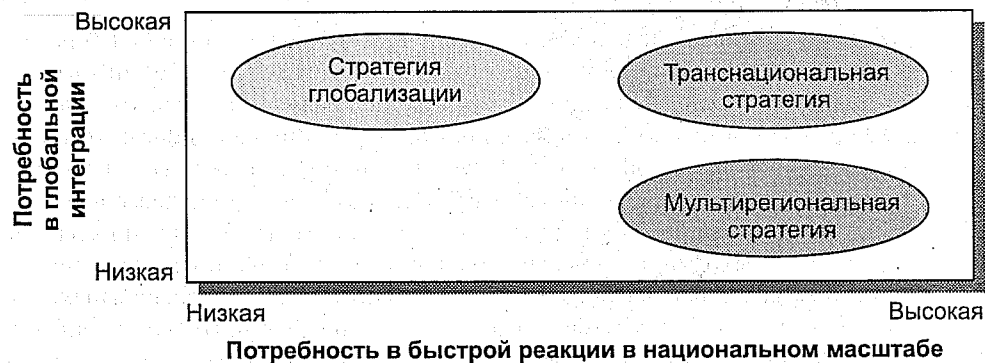 Высокая
Потребность
в глобальной
интеграции
Стратегия
глобализации
Транснациональная
стратегия
Мультирегиональная
стратегия
Низкая
Низкая
Высокая
Потребность в быстрой реакции в национальном масштабе